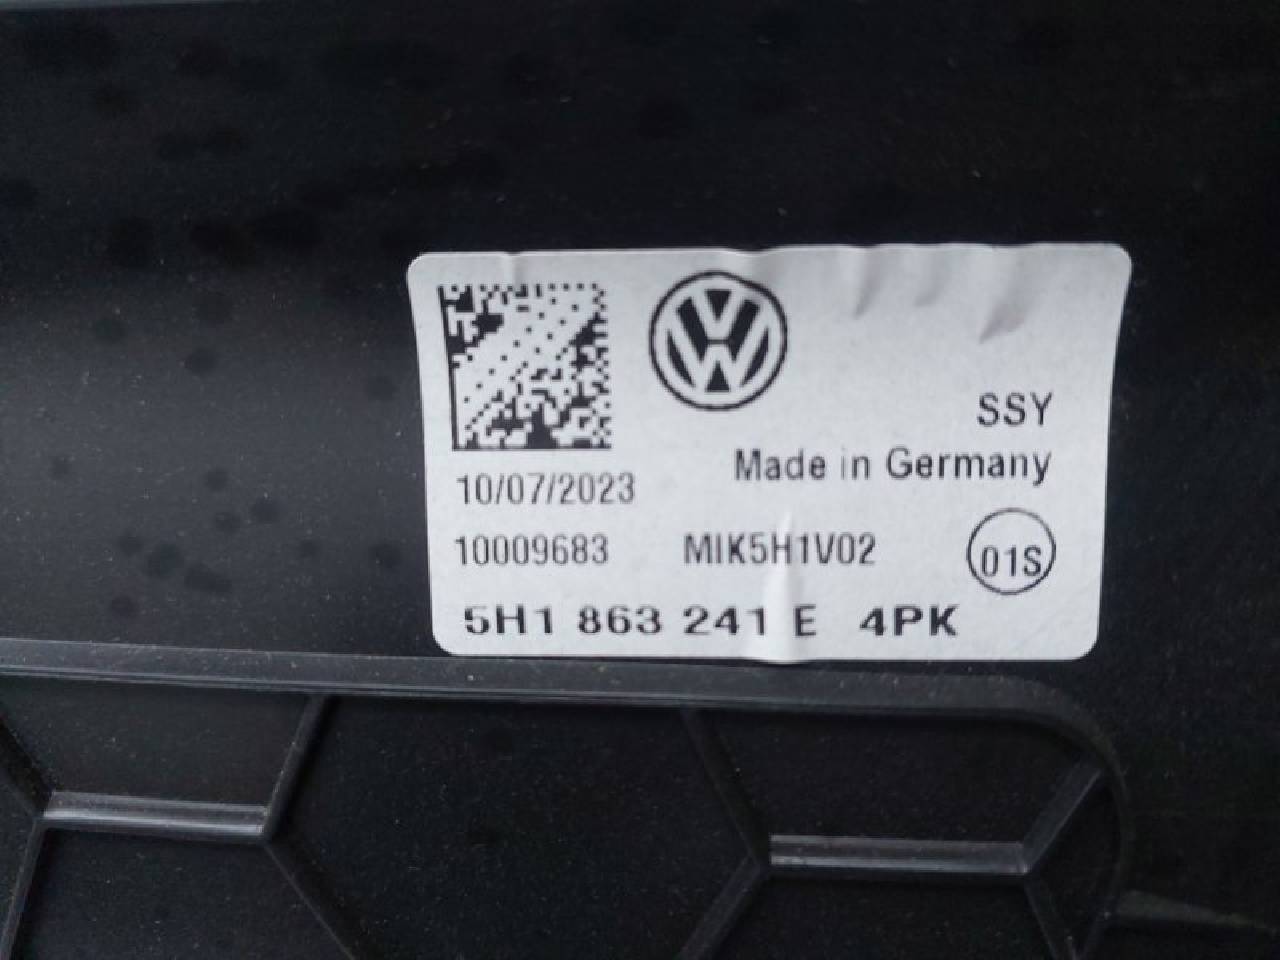 SSY
Made in Germany
10/07/2023
10009683 MIK5H1V02 01S
5H1 863 241 E 4PK